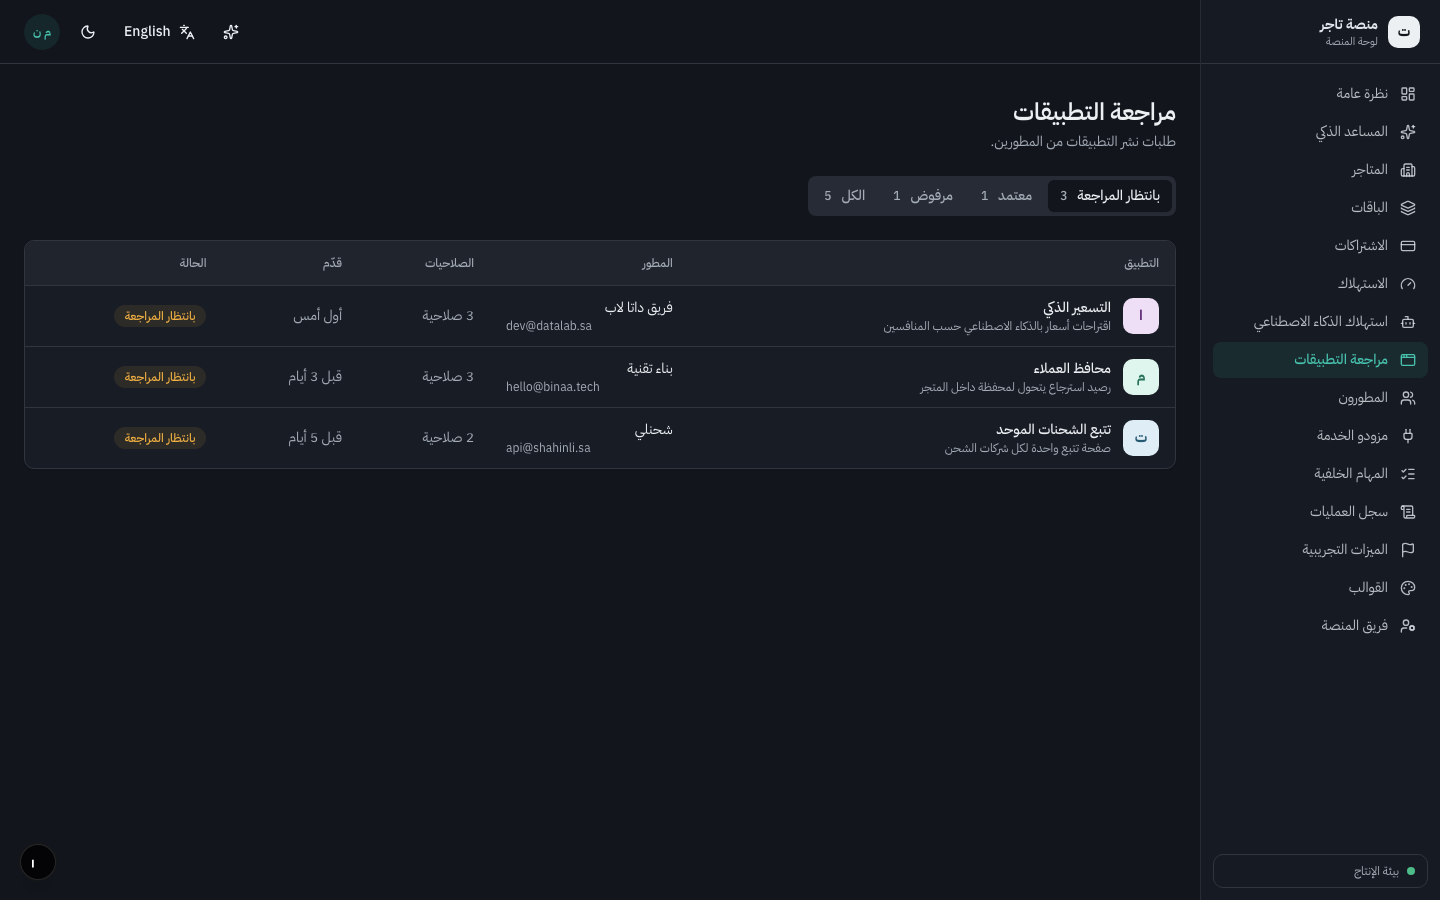 ت
منصة تاجر
لوحة المنصة
English
م ن
نظرة عامة
المساعد الذكي
المتاجر
الباقات
الاشتراكات
الاستهلاك
استهلاك الذكاء الاصطناعي
مراجعة التطبيقات
المطورون
مزودو الخدمة
المهام الخلفية
سجل العمليات
الميزات التجريبية
القوالب
فريق المنصة
بيئة الإنتاج
مراجعة التطبيقات
طلبات نشر التطبيقات من المطورين.
بانتظار المراجعة 3 معتمد 1 مرفوض 1 الكل 5
التطبيق المطور الصلاحيات قدّم الحالة
ا
التسعير الذكي
اقتراحات أسعار بالذكاء الاصطناعي حسب المنافسين
فريق داتا لاب
dev@datalab.sa
3 صلاحية
أول أمس
بانتظار المراجعة
م
محافظ العملاء
رصيد استرجاع يتحول لمحفظة داخل المتجر
بناء تقنية
hello@binaa.tech
3 صلاحية
قبل 3 أيام
بانتظار المراجعة
ت
تتبع الشحنات الموحد
صفحة تتبع واحدة لكل شركات الشحن
شحنلي
api@shahinli.sa
2 صلاحية
قبل 5 أيام
بانتظار المراجعة